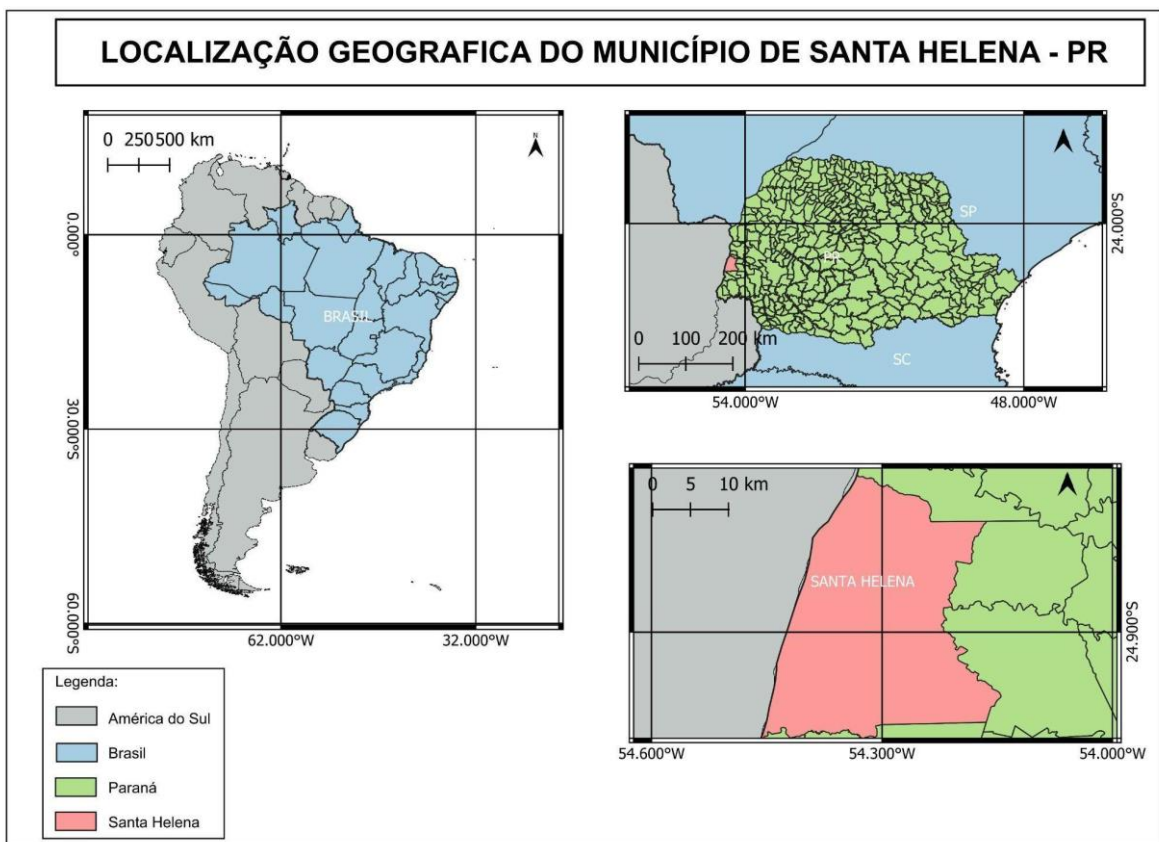 LOCALIZAÇÃO GEOGRAFICA DO MUNICÍPIO DE SANTA HELENA - PR
0 250500 km
N
0.000°
30.000°S
60.000°S
62.000°W
32.000°W
BRASIL
SP
PR
SC
0 100 200 km
24.000°S
54.000°W
48.000°W
0 5 10 km
SANTA HELENA
24.900°S
54.600°W
54.300°W
54.000°W
Legenda:
América do Sul
Brasil
Paraná
Santa Helena